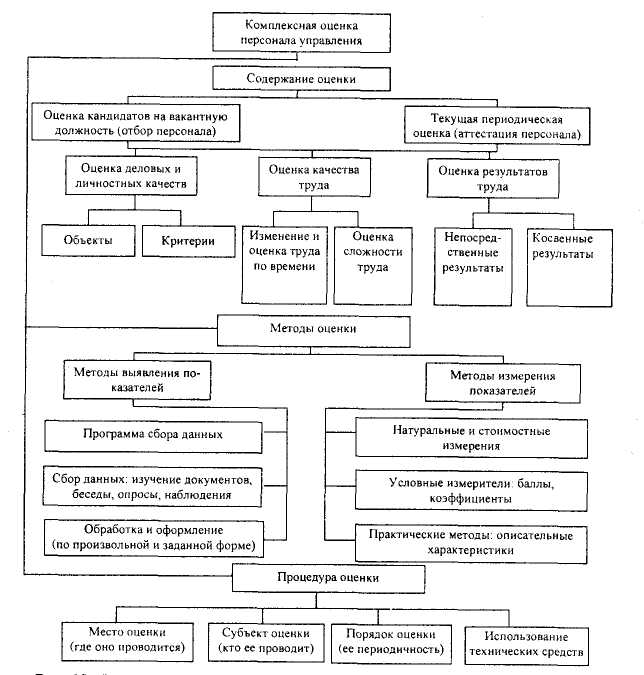 Комплексная оценка
персонала управления
Содержание оценки
Оценка кандидатов на вакантную
должность (отбор персонала)
Текущая периодическая
оценка (аттестация персонала)
Оценка деловых и
личностных качеств
Оценка качества
труда
Оценка результатов
труда
Объекты
Критерии
Изменение и
оценка труда
по времени
Оценка
сложности
труда
Непосред-
ственные
результаты
Косвенные
результаты
Методы оценки
Методы выявления по-
казателей
Методы измерения
показателей
Программа сбора данных
Натуральные и стоимостные
измерения
Сбор данных: изучение документов,
беседы, опросы, наблюдения
Условные измерители: баллы,
коэффициенты
Обработка и оформление
(по произвольной и заданной форме)
Практические методы: описательные
характеристики
Процедура оценки
Место оценки
(где оно проводится)
Субъект оценки
(кто ее проводит)
Порядок оценки
(ее периодичность)
Использование
технических средств